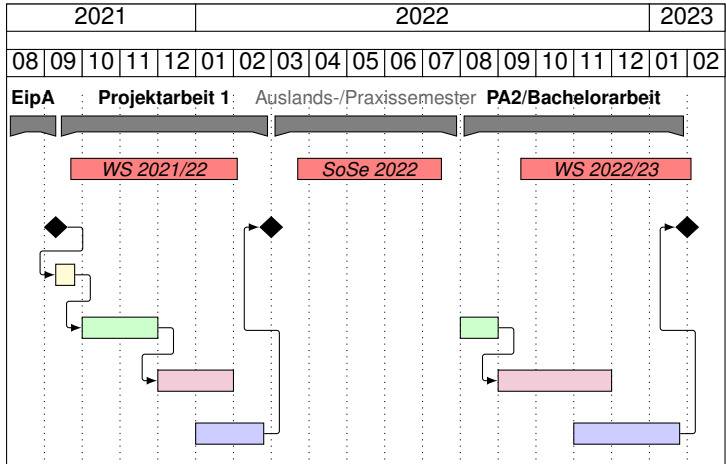 2021 2022 2023
08 09 10 11 12 01 02 03 04 05 06 07 08 09 10 11 12 01 02
EipA Projektarbeit 1 Auslands-/Praxissemester PA2/Bachelorarbeit
WS 2021/22 SoSe 2022 WS 2022/23